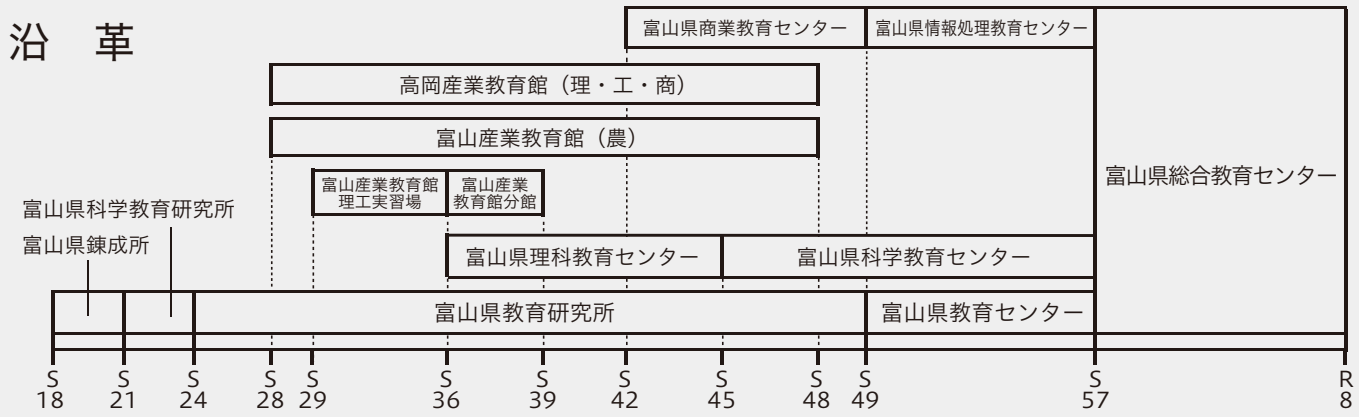 沿　革
富山県商業教育センター
富山県情報処理教育センター
高岡産業教育館（理・工・商）
富山産業教育館（農）
富山産業教育館
理工実習場
富山産業
教育館分館
富山県総合教育センター
富山県科学教育研究所
富山県錬成所
富山県理科教育センター
富山県科学教育センター
富山県教育研究所
富山県教育センター
S S S S S S S S S S S S R
18 21 24 28 29 36 39 42 45 48 49 57 8